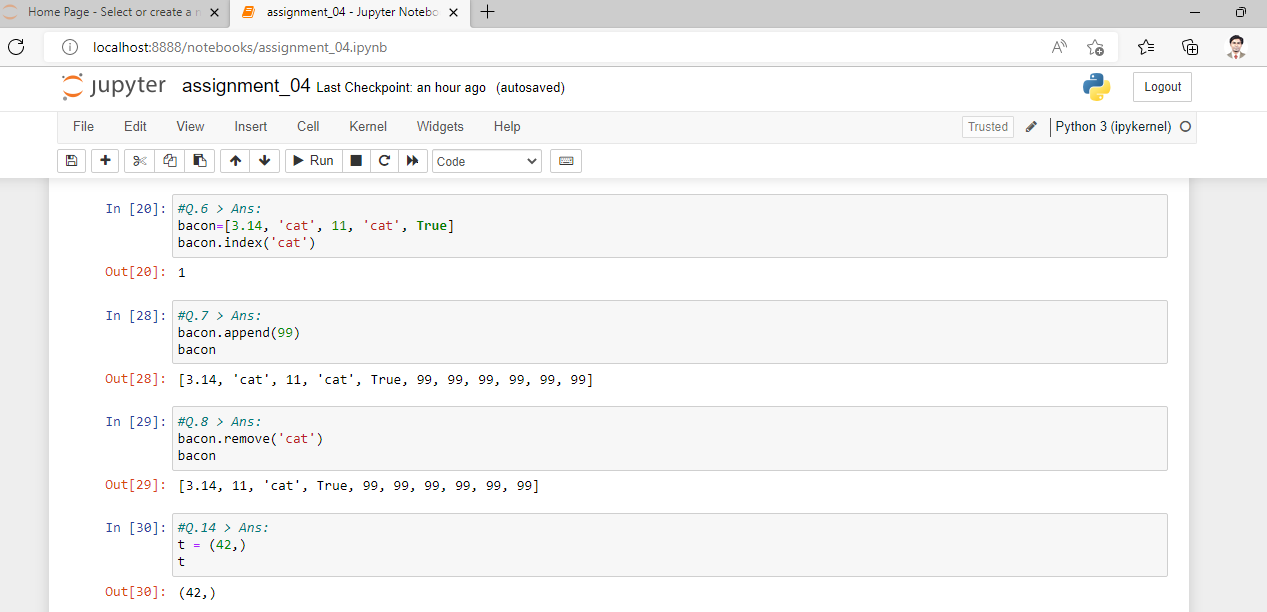 Home Page - Select or create a n
assignment_04 - Jupyter Notebo
localhost:8888/notebooks/assignment_04.ipynb
jupyter assignment_04 Last Checkpoint: an hour ago (autosaved)
Logout
File Edit View Insert Cell Kernel Widgets Help
Trusted Python 3 (ipykernel)
Run Code
In [20]: #Q.6 > Ans:
bacon=[3.14, 'cat', 11, 'cat', True]
bacon.index('cat')
Out[20]: 1
In [28]: #Q.7 > Ans:
bacon.append(99)
bacon
Out[28]: [3.14, 'cat', 11, 'cat', True, 99, 99, 99, 99, 99, 99]
In [29]: #Q.8 > Ans:
bacon.remove('cat')
bacon
Out[29]: [3.14, 11, 'cat', True, 99, 99, 99, 99, 99, 99]
In [30]: #Q.14 > Ans:
t = (42,)
t
Out[30]: (42,)